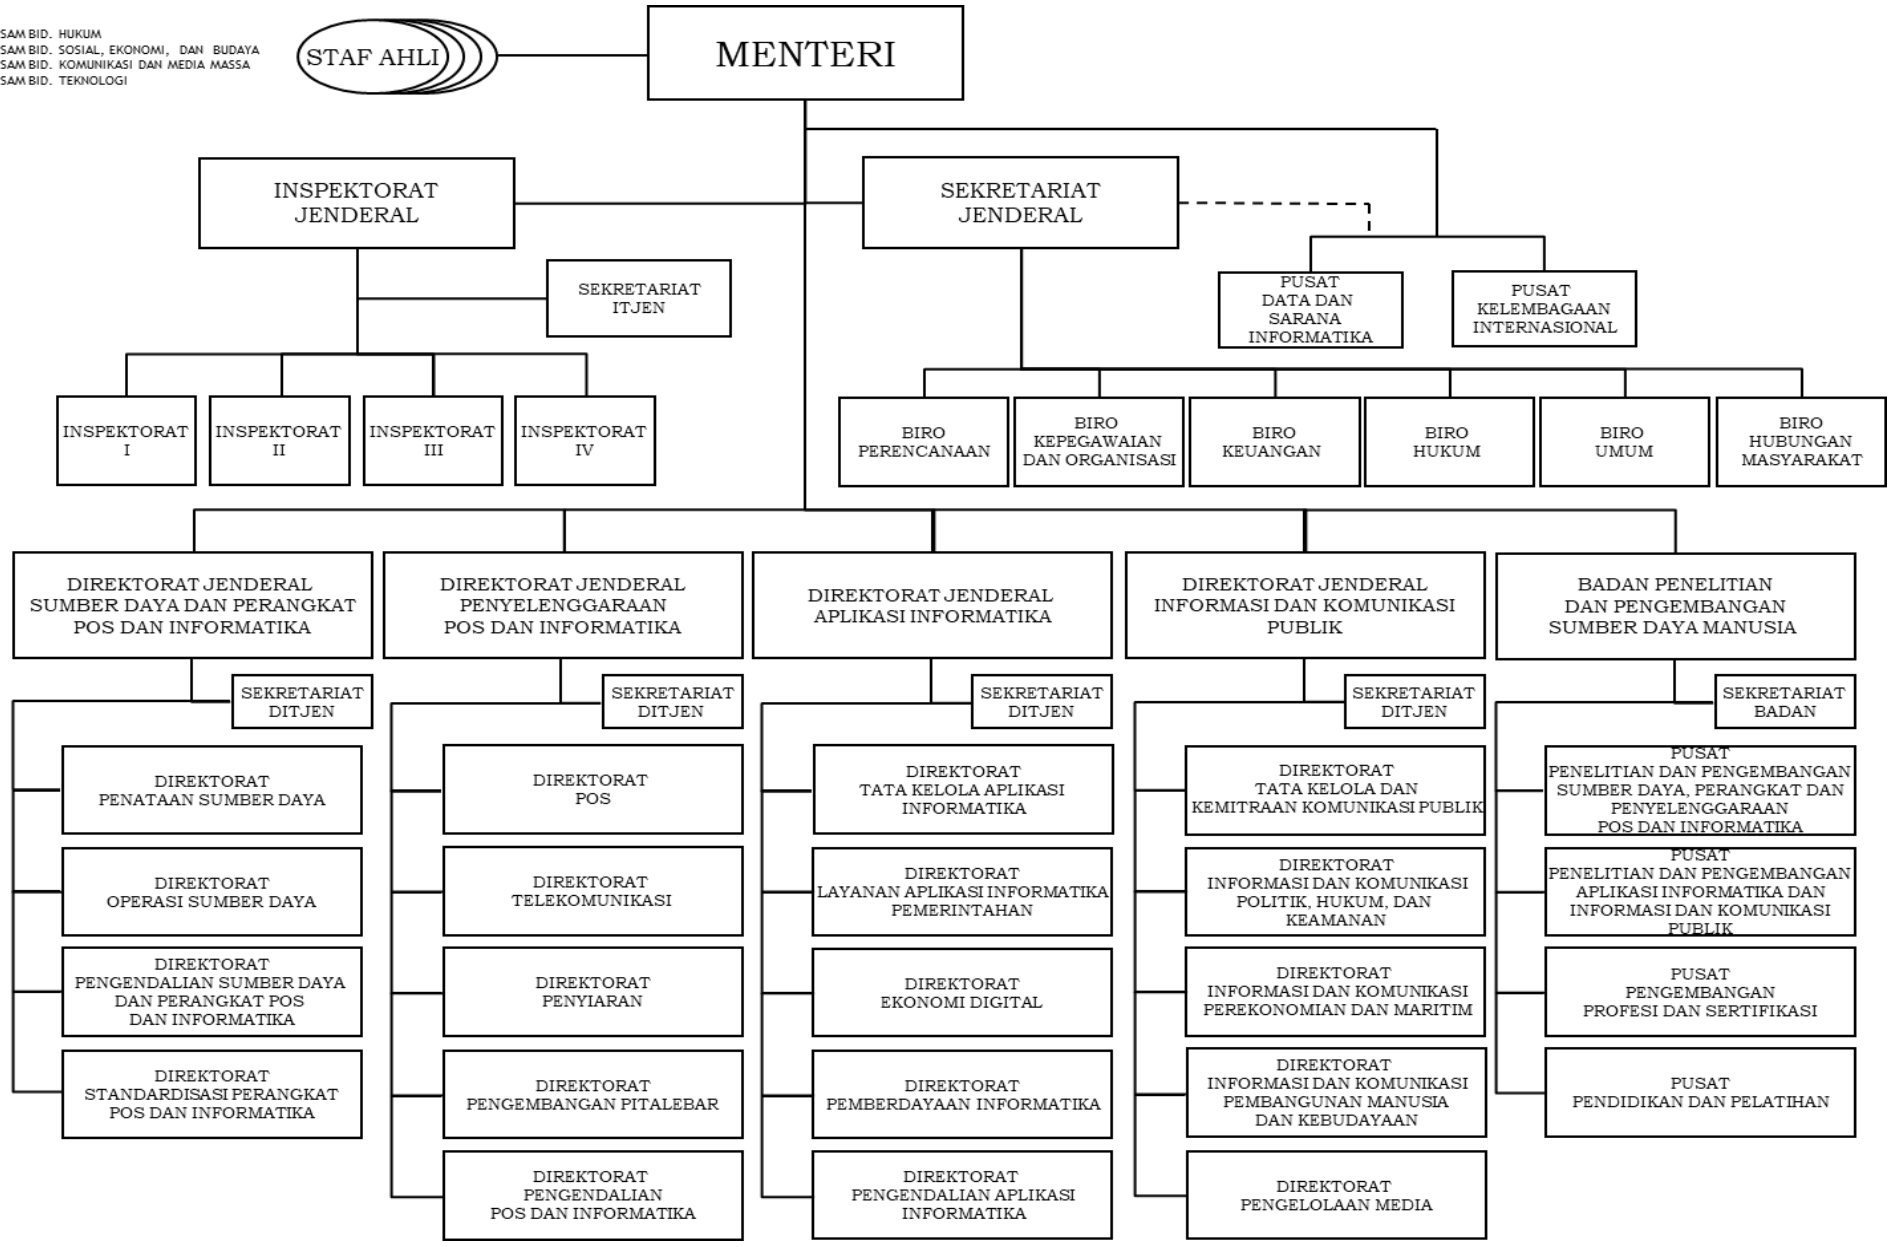 SAM BID. HUKUM
SAM BID. SOSIAL, EKONOMI, DAN BUDAYA
SAM BID. KOMUNIKASI DAN MEDIA MASSA
SAM BID. TEKNOLOGI
STAF AHLI
MENTERI
INSPEKTORAT
JENDERAL
SEKRETARIAT
JENDERAL
SEKRETARIAT
ITJEN
PUSAT
DATA DAN
SARANA
INFORMATIKA
PUSAT
KELEMBAGAAN
INTERNASIONAL
INSPEKTORAT
I
INSPEKTORAT
II
INSPEKTORAT
III
INSPEKTORAT
IV
BIRO
PERENCANAAN
BIRO
KEPEGAWAIAN
DAN ORGANISASI
BIRO
KEUANGAN
BIRO
HUKUM
BIRO
UMUM
BIRO
HUBUNGAN
MASYARAKAT
DIREKTORAT JENDERAL
SUMBER DAYA DAN PERANGKAT
POS DAN INFORMATIKA
DIREKTORAT JENDERAL
PENYELENGGARAAN
POS DAN INFORMATIKA
DIREKTORAT JENDERAL
APLIKASI INFORMATIKA
DIREKTORAT JENDERAL
INFORMASI DAN KOMUNIKASI
PUBLIK
BADAN PENELITIAN
DAN PENGEMBANGAN
SUMBER DAYA MANUSIA
SEKRETARIAT
DITJEN
SEKRETARIAT
DITJEN
SEKRETARIAT
DITJEN
SEKRETARIAT
DITJEN
SEKRETARIAT
BADAN
DIREKTORAT
PENATAAN SUMBER DAYA
DIREKTORAT
OPERASI SUMBER DAYA
DIREKTORAT
PENGENDALIAN SUMBER DAYA
DAN PERANGKAT POS
DAN INFORMATIKA
DIREKTORAT
STANDARDISASI PERANGKAT
POS DAN INFORMATIKA
DIREKTORAT
POS
DIREKTORAT
TELEKOMUNIKASI
DIREKTORAT
PENYIARAN
DIREKTORAT
PENGEMBANGAN PITALEBAR
DIREKTORAT
PENGENDALIAN
POS DAN INFORMATIKA
DIREKTORAT
TATA KELOLA APLIKASI
INFORMATIKA
DIREKTORAT
LAYANAN APLIKASI INFORMATIKA
PEMERINTAHAN
DIREKTORAT
EKONOMI DIGITAL
DIREKTORAT
PEMBERDAYAAN INFORMATIKA
DIREKTORAT
PENGENDALIAN APLIKASI
INFORMATIKA
DIREKTORAT
TATA KELOLA DAN
KEMITRAAN KOMUNIKASI PUBLIK
DIREKTORAT
INFORMASI DAN KOMUNIKASI
POLITIK, HUKUM, DAN
KEAMANAN
DIREKTORAT
INFORMASI DAN KOMUNIKASI
PEREKONOMIAN DAN MARITIM
DIREKTORAT
INFORMASI DAN KOMUNIKASI
PEMBANGUNAN MANUSIA
DAN KEBUDAYAAN
DIREKTORAT
PENGELOLAAN MEDIA
PUSAT
PENELITIAN DAN PENGEMBANGAN
SUMBER DAYA, PERANGKAT DAN
PENYELENGGARAAN
POS DAN INFORMATIKA
PUSAT
PENELITIAN DAN PENGEMBANGAN
APLIKASI INFORMATIKA DAN
INFORMASI DAN KOMUNIKASI
PUBLIK
PUSAT
PENGEMBANGAN
PROFESI DAN SERTIFIKASI
PUSAT
PENDIDIKAN DAN PELATIHAN